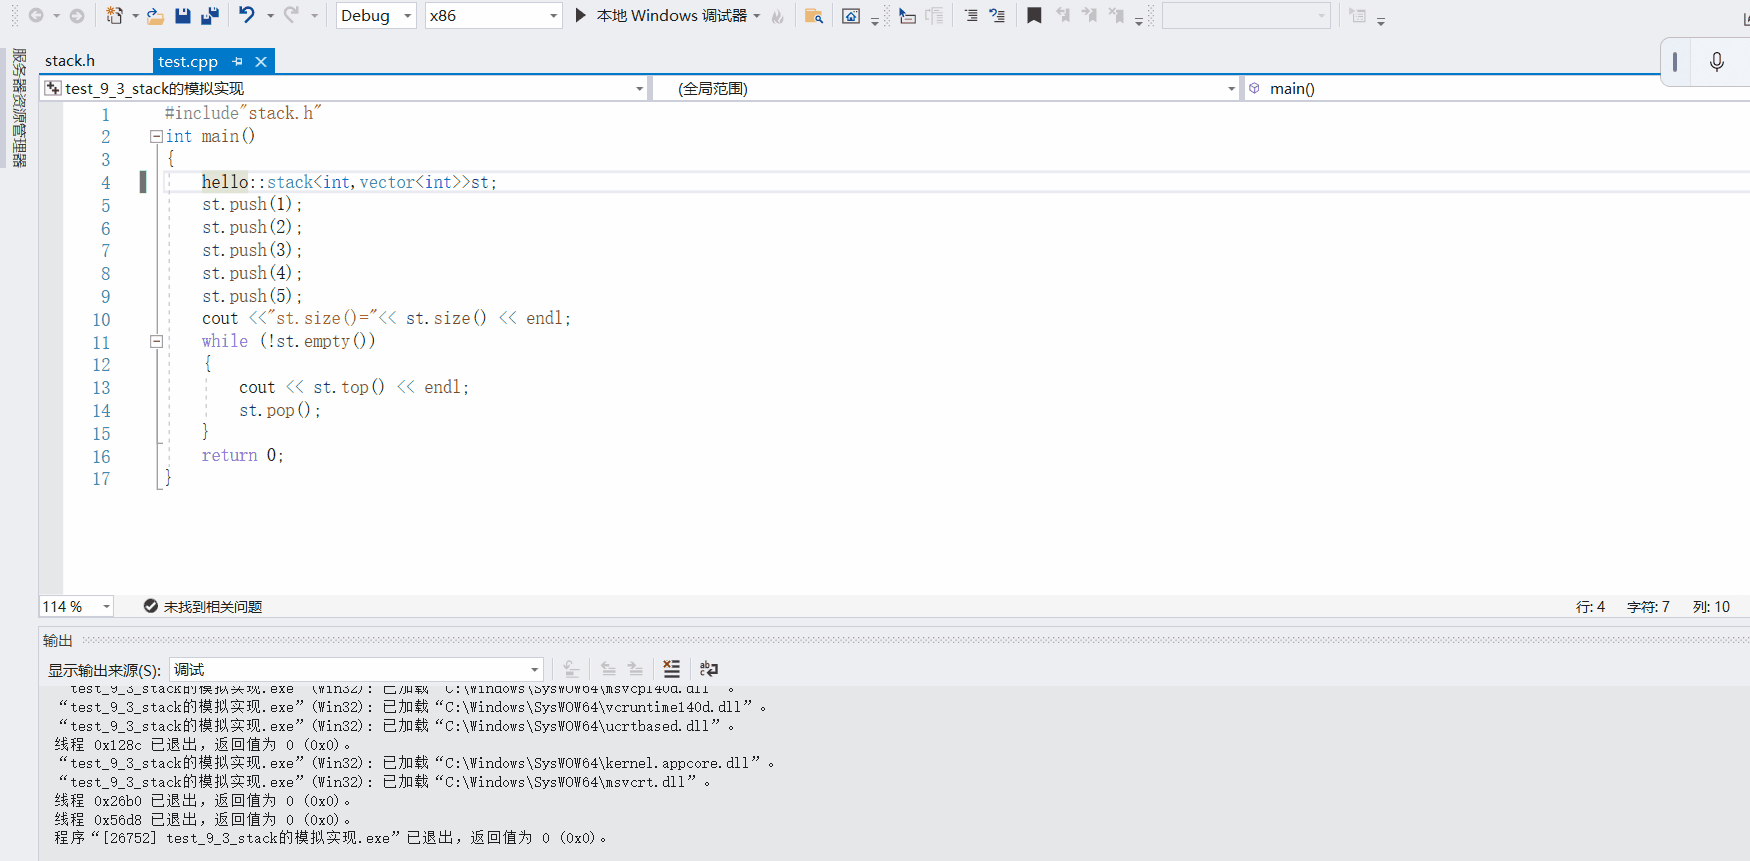 Debug x86 本地 Windows 调试器
服务器资源管理器
stack.h test.cpp
test_9_3_stack的模拟实现 (全局范围) main()
1 #include"stack.h"
2 int main()
3 {
4 hello::stack<int,vector<int>>st;
5 st.push(1);
6 st.push(2);
7 st.push(3);
8 st.push(4);
9 st.push(5);
10 cout <<"st.size()="<< st.size() << endl;
11 while (!st.empty())
12 {
13 cout << st.top() << endl;
14 st.pop();
15 }
16 return 0;
17 }
114 % 未找到相关问题 行: 4 字符: 7 列: 10
输出
显示输出来源(S): 调试
“test_9_3_stack的模拟实现.exe”(Win32): 已加载“C:\Windows\SysWOW64\msvcp140d.dll”。
“test_9_3_stack的模拟实现.exe”(Win32): 已加载“C:\Windows\SysWOW64\vcruntime140d.dll”。
“test_9_3_stack的模拟实现.exe”(Win32): 已加载“C:\Windows\SysWOW64\ucrtbased.dll”。
线程 0x128c 已退出，返回值为 0 (0x0)。
“test_9_3_stack的模拟实现.exe”(Win32): 已加载“C:\Windows\SysWOW64\kernel.appcore.dll”。
“test_9_3_stack的模拟实现.exe”(Win32): 已加载“C:\Windows\SysWOW64\msvcrt.dll”。
线程 0x26b0 已退出，返回值为 0 (0x0)。
线程 0x56d8 已退出，返回值为 0 (0x0)。
程序“[26752] test_9_3_stack的模拟实现.exe”已退出，返回值为 0 (0x0)。